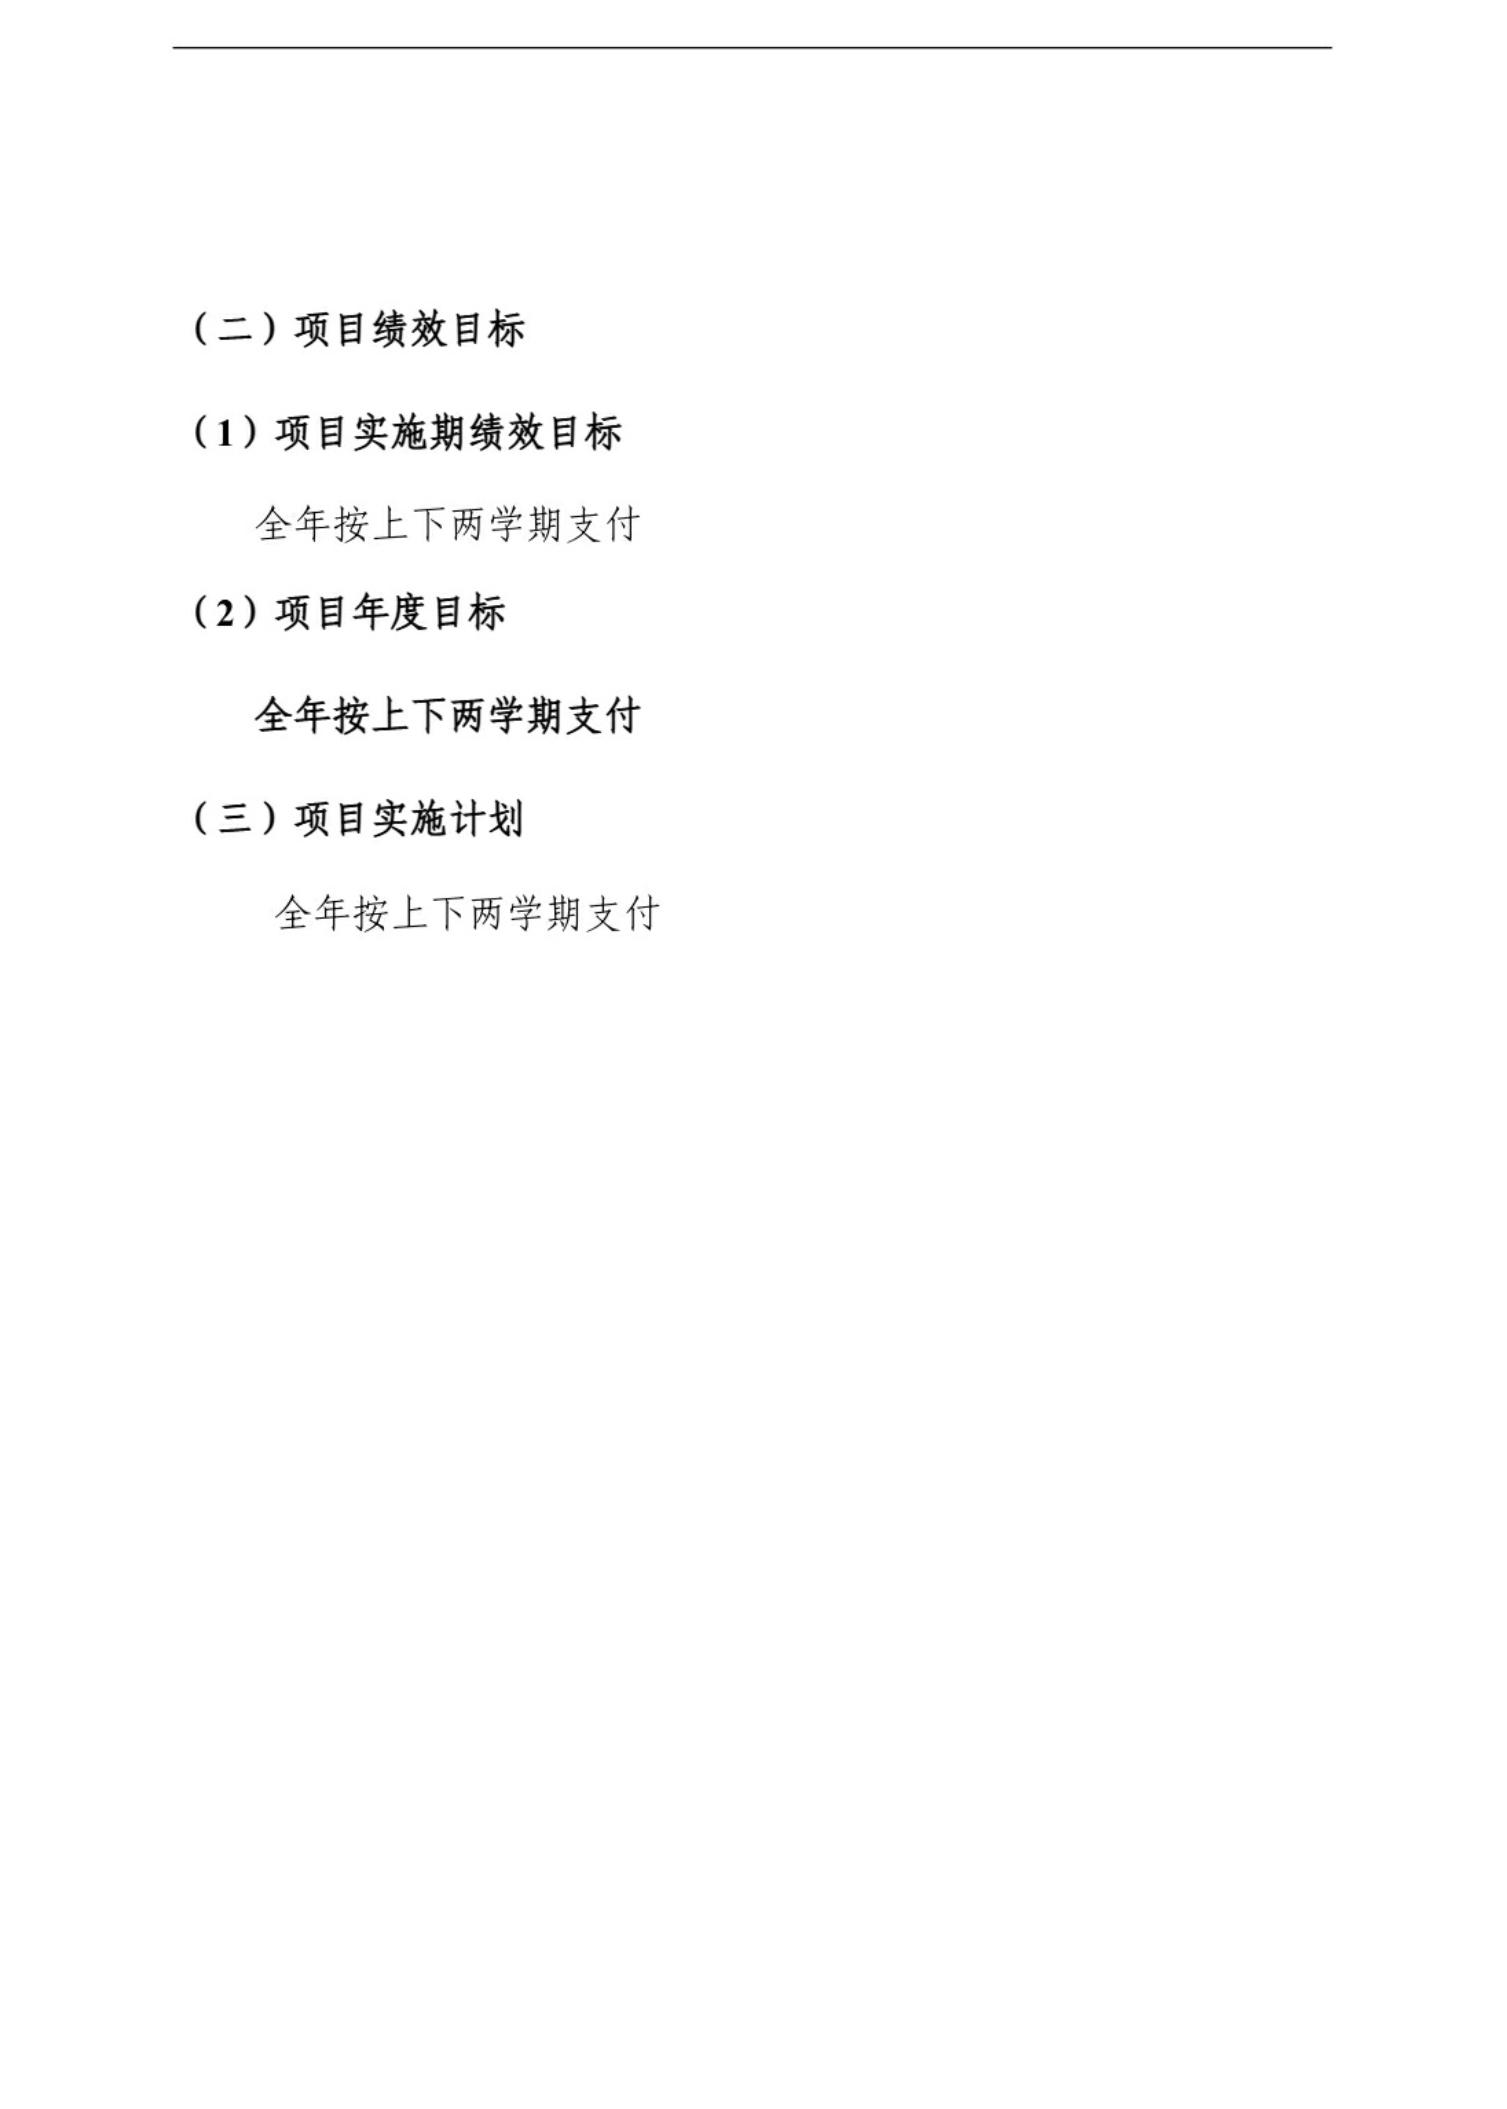 （二）项目绩效目标
（1）项目实施期绩效目标
全年按上下两学期支付
（2）项目年度目标
全年按上下两学期支付
（三）项目实施计划
全年按上下两学期支付